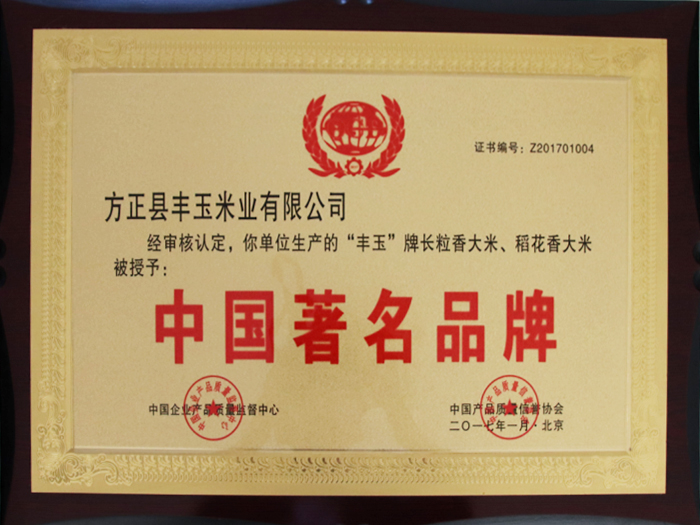 证书编号：Z201701004
方正县丰玉米业有限公司
经审核认定，你单位生产的“丰玉”牌长粒香大米、稻花香大米
被授予：
中国著名品牌
中国企业产品质量监督中心
中国产品质量信誉协会
二〇一七年一月·北京